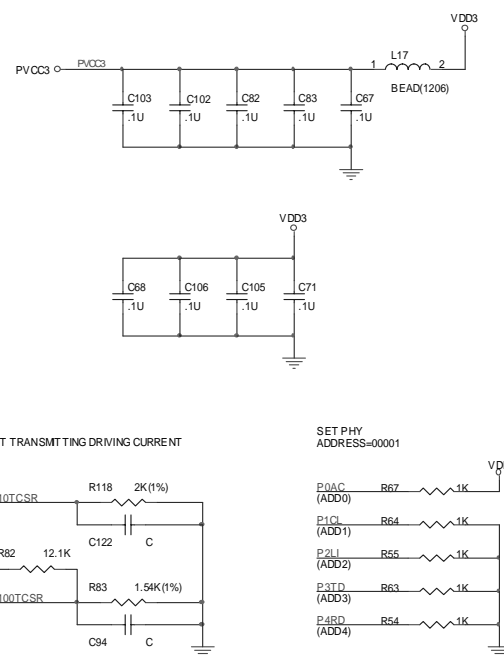 VDD3
PVCC3 PVCC3 1 L17 2
BEAD(1206)
C103 C102 C82 C83 C67
.1U .1U .1U .1U .1U
VDD3
C68 C106 C105 C71
.1U .1U .1U .1U
T TRANSMITTING DRIVING CURRENT
10TCSR R118 2K(1%)
C122 C
R82 12.1K
100TCSR R83 1.54K(1%)
C94 C
SET PHY
ADDRESS=00001
VD
P0AC R67 1K
(ADD0)
P1CL R64 1K
(ADD1)
P2LI R55 1K
(ADD2)
P3TD R63 1K
(ADD3)
P4RD R54 1K
(ADD4)